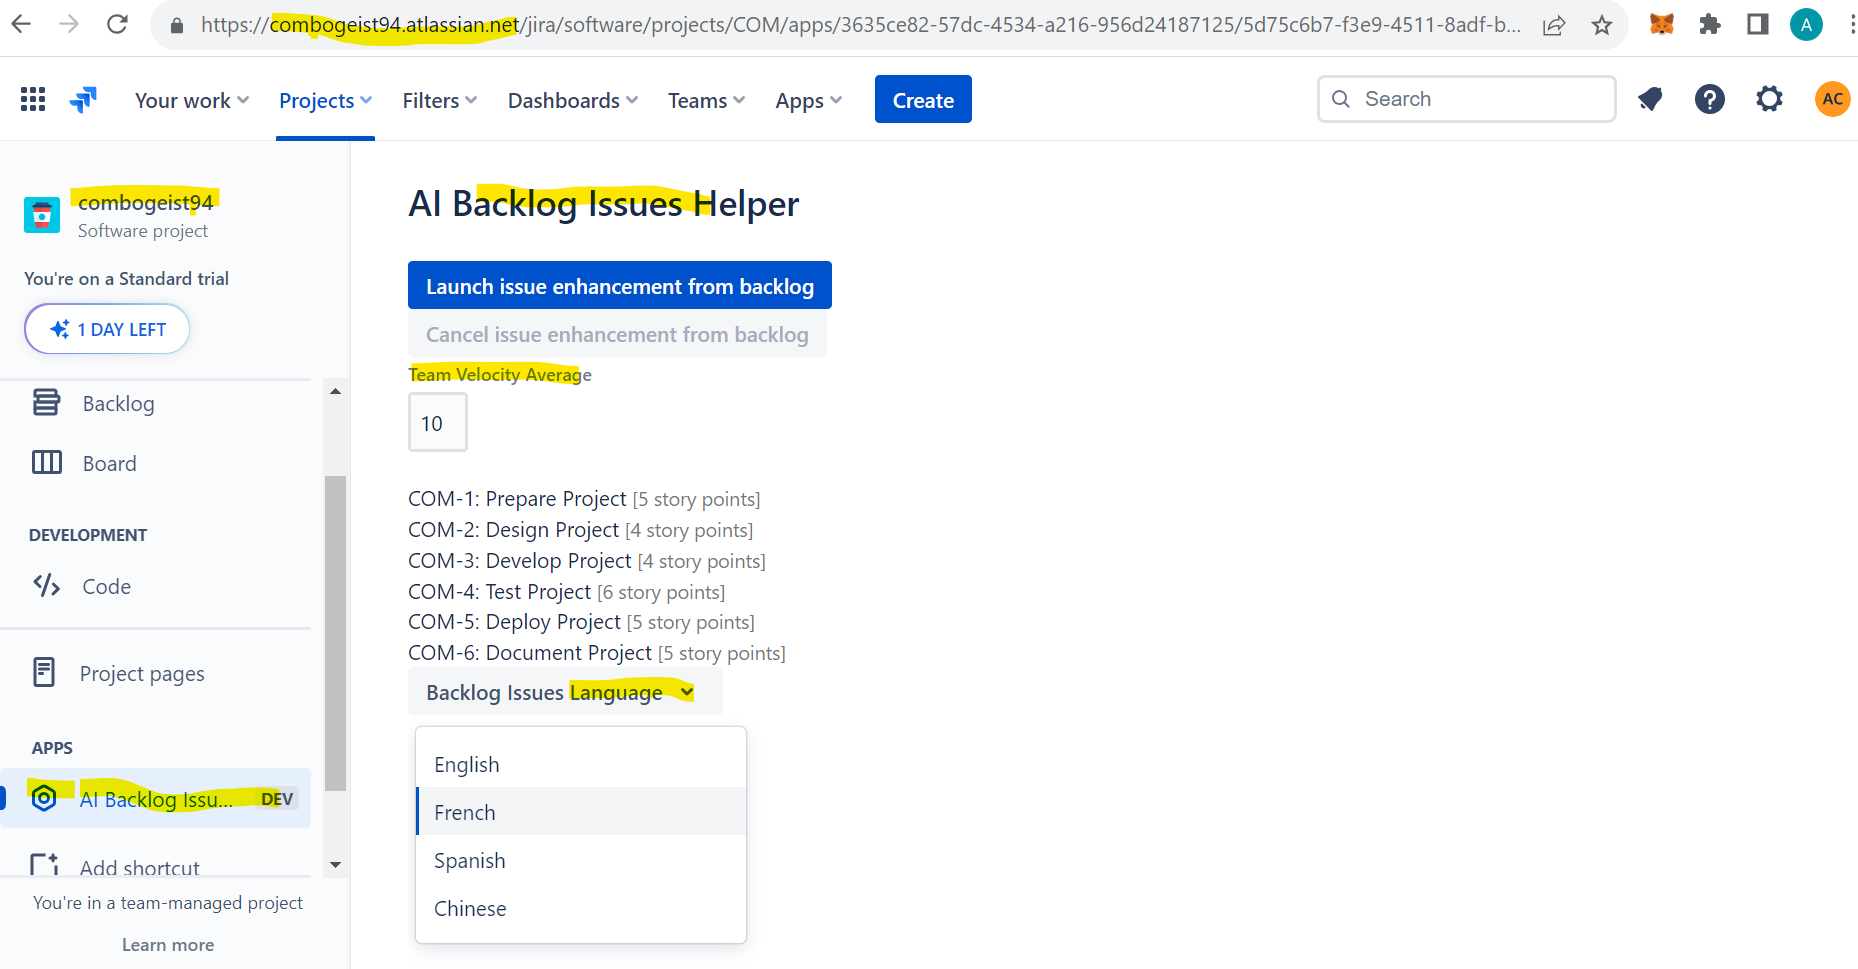 https://combogeist94.atlassian.net/jira/software/projects/COM/apps/3635ce82-57dc-4534-a216-956d24187125/5d75c6b7-f3e9-4511-8adf-b...
A
Your work
Projects
Filters
Dashboards
Teams
Apps
Create
Search
?
AC
combogeist94
Software project
You're on a Standard trial
1 DAY LEFT
Backlog
Board
DEVELOPMENT
Code
Project pages
APPS
AI Backlog Issu... DEV
Add shortcut
You're in a team-managed project
Learn more
AI Backlog Issues Helper
Launch issue enhancement from backlog
Cancel issue enhancement from backlog
Team Velocity Average
10
COM-1: Prepare Project [5 story points]
COM-2: Design Project [4 story points]
COM-3: Develop Project [4 story points]
COM-4: Test Project [6 story points]
COM-5: Deploy Project [5 story points]
COM-6: Document Project [5 story points]
Backlog Issues Language
English
French
Spanish
Chinese